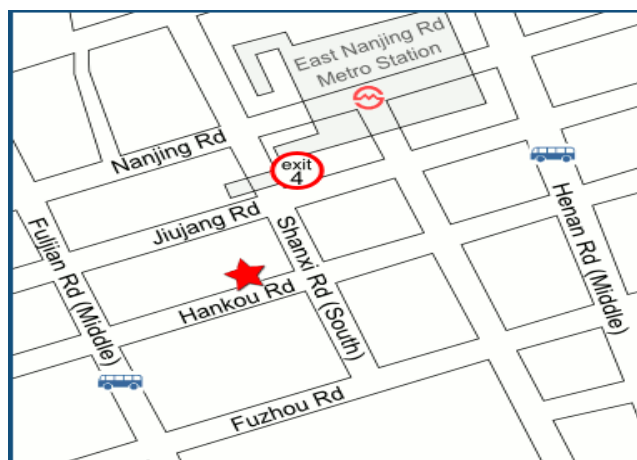 East Nanjing Rd
Metro Station
Nanjing Rd
exit
4
Jiujang Rd
Fulijian Rd (Middle)
Shanxi Rd (South)
Henan Rd (Middle)
Hankou Rd
Fuzhou Rd